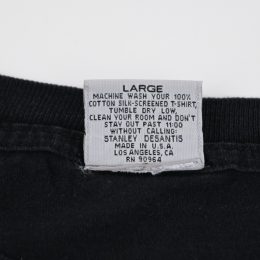 LARGE
MACHINE WASH YOUR 100%
COTTON SILK-SCREENED T-SHIRT,
TUMBLE DRY LOW,
CLEAN YOUR ROOM AND DON'T
STAY OUT PAST 11:00
WITHOUT CALLING:
STANLEY DESANTIS
MADE IN U.S.A.
LOS ANGELES, CA
RN 90964